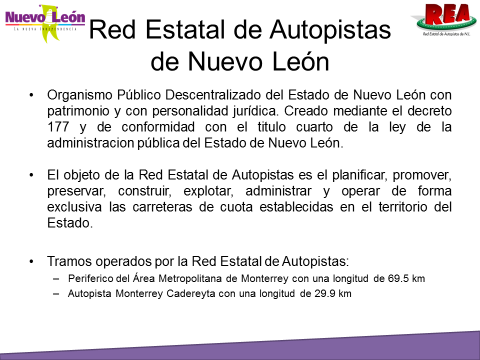 Nuevo León
la nueva independencia
REA
Red Estatal de Autopistas de N.L.
Red Estatal de Autopistas
de Nuevo León
• Organismo Público Descentralizado del Estado de Nuevo León con
patrimonio y con personalidad jurídica. Creado mediante el decreto
177 y de conformidad con el titulo cuarto de la ley de la
administracion pública del Estado de Nuevo León.
• El objeto de la Red Estatal de Autopistas es el planificar, promover,
preservar, construir, explotar, administrar y operar de forma
exclusiva las carreteras de cuota establecidas en el territorio del
Estado.
• Tramos operados por la Red Estatal de Autopistas:
– Periferico del Área Metropolitana de Monterrey con una longitud de 69.5 km
– Autopista Monterrey Cadereyta con una longitud de 29.9 km